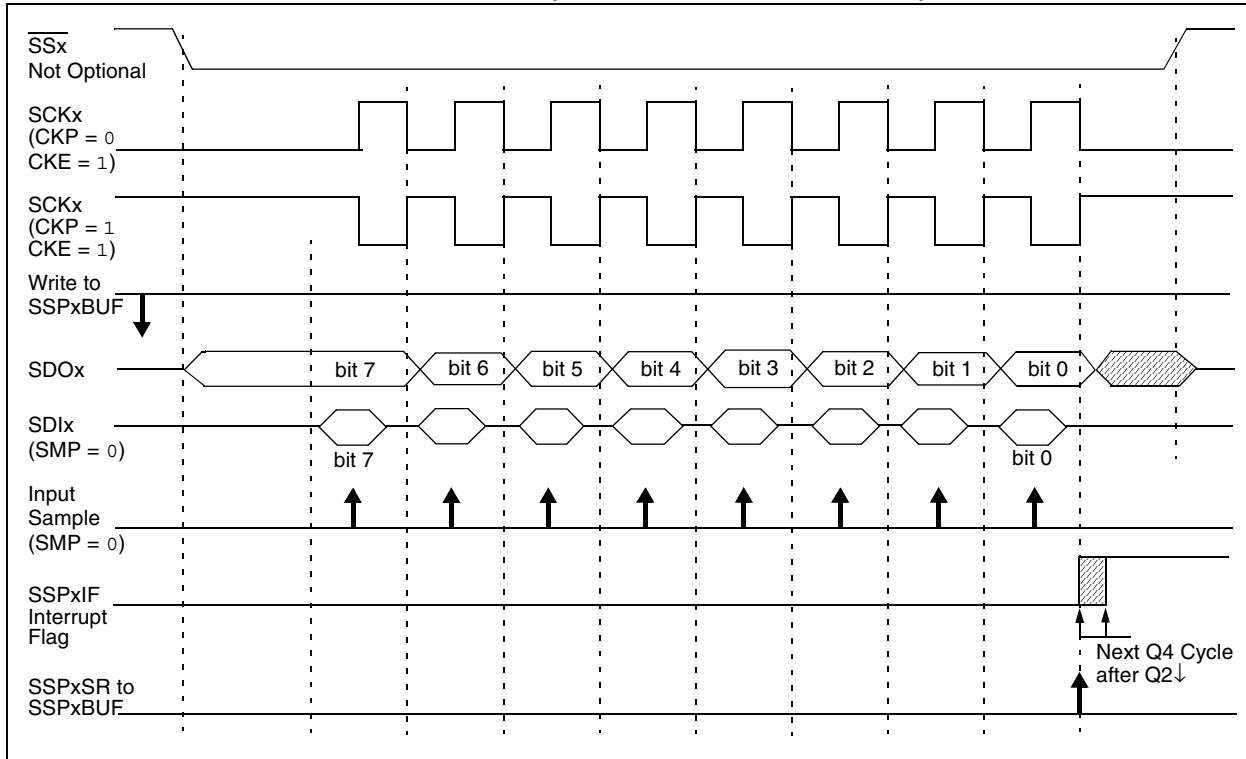 SSx
Not Optional
SCKx
(CKP = 0
CKE = 1)
SCKx
(CKP = 1
CKE = 1)
Write to
SSPxBUF
SDOx
bit 7
bit 6
bit 5
bit 4
bit 3
bit 2
bit 1
bit 0
SDIx
(SMP = 0)
bit 7
bit 0
Input
Sample
(SMP = 0)
SSPxIF
Interrupt
Flag
Next Q4 Cycle
after Q2↓
SSPxSR to
SSPxBUF